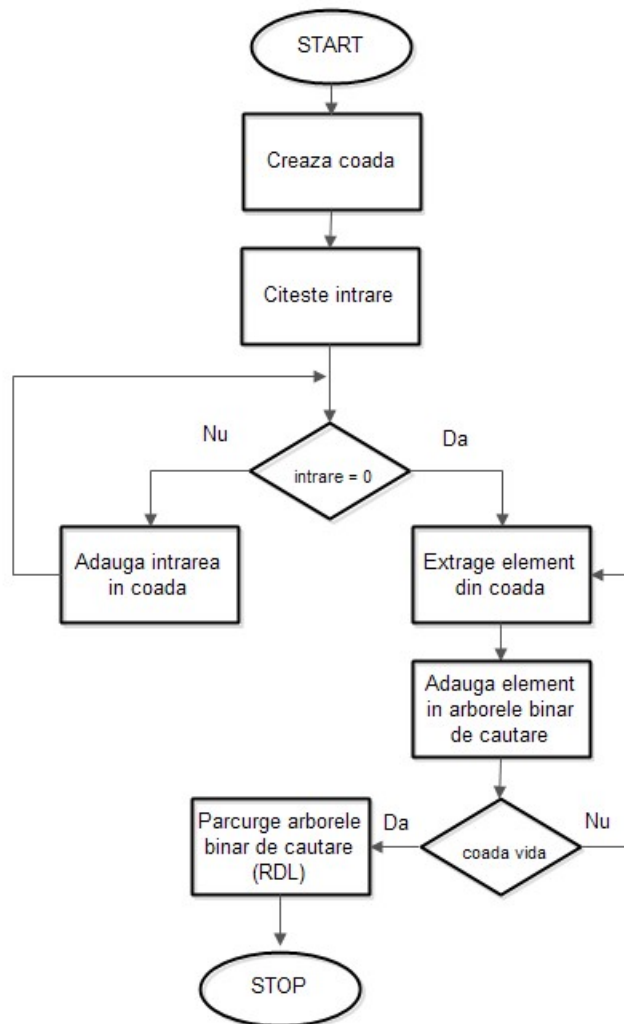 START
Creaza coada
Citeste intrare
Nu
Da
intrare = 0
Adauga intrarea
in coada
Extrage element
din coada
Adauga element
in arborele binar
de cautare
Parcurge arborele
binar de cautare
(RDL)
Da
coada vida
Nu
STOP